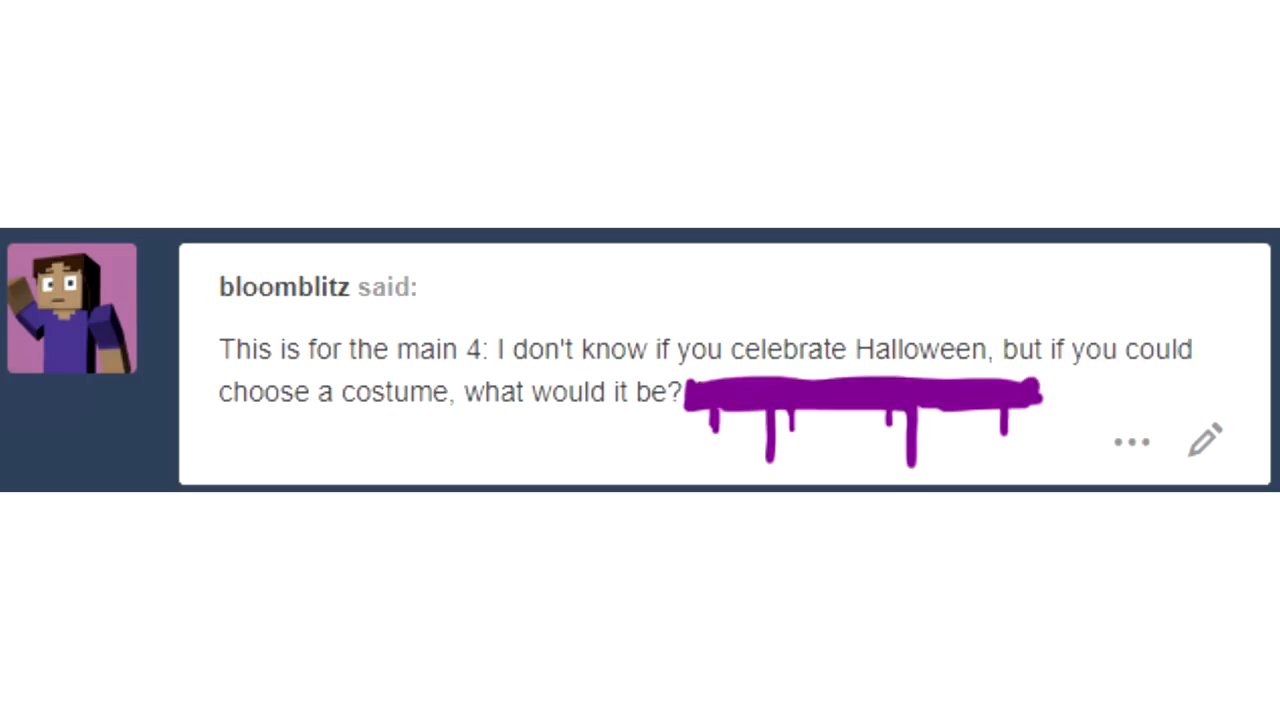 bloomblitz said:
This is for the main 4: I don't know if you celebrate Halloween, but if you could
choose a costume, what would it be?